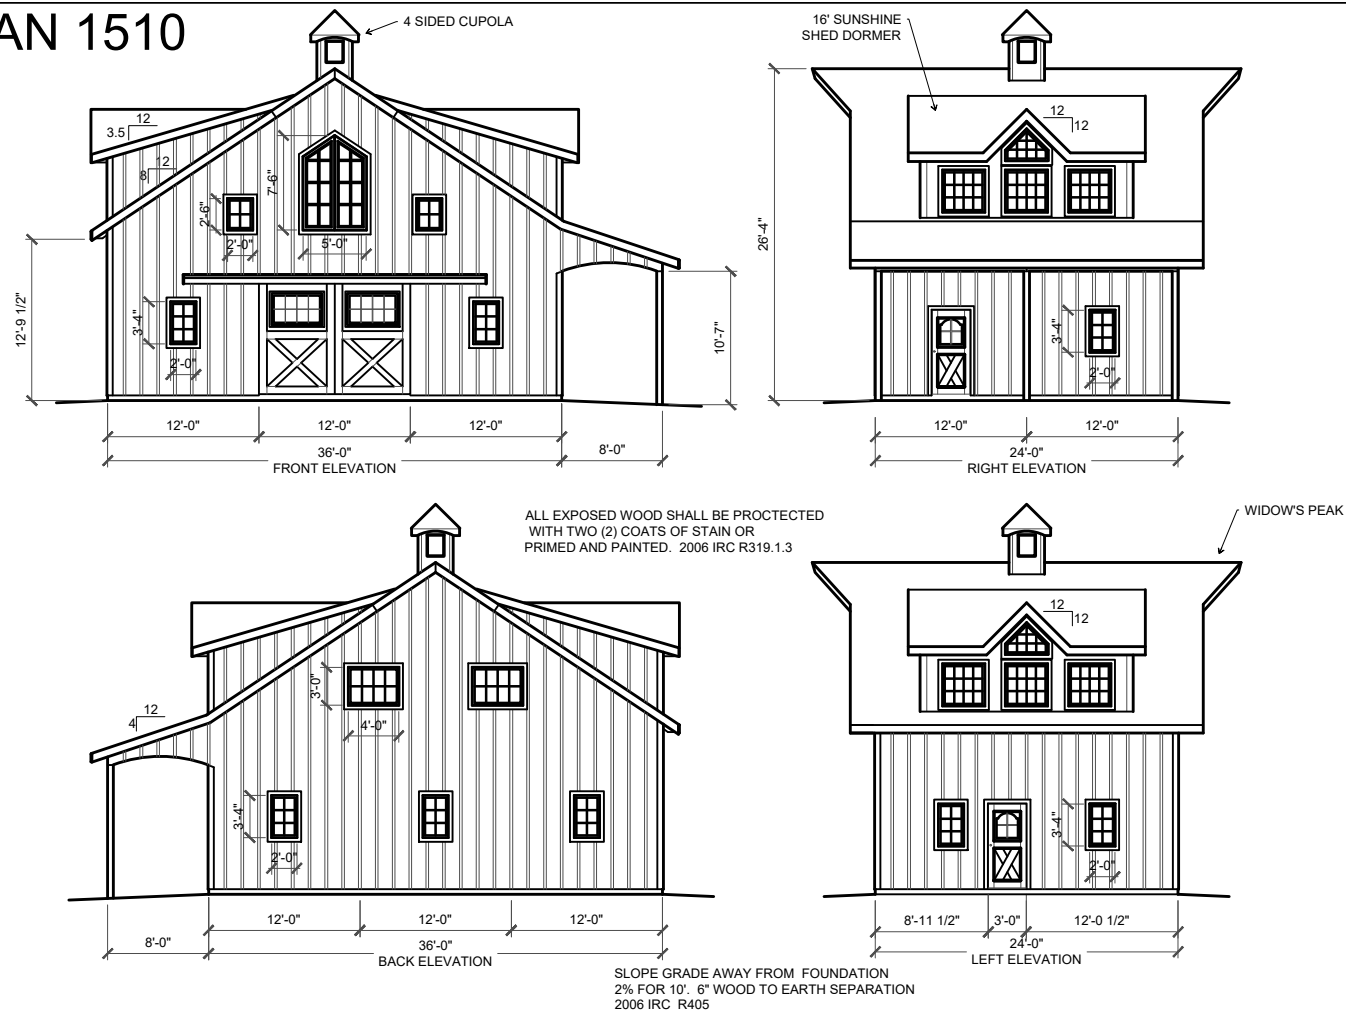 AN 1510
4 SIDED CUPOLA
12
3.5
12
8
7'-6"
2'-6"
2'-0"
5'-0"
12'-9 1/2"
3'-4"
2'-0"
10'-7"
12'-0"
12'-0"
12'-0"
36'-0"
8'-0"
FRONT ELEVATION
16' SUNSHINE
SHED DORMER
12
12
26'-4"
3'-4"
2'-0"
12'-0"
12'-0"
24'-0"
RIGHT ELEVATION
ALL EXPOSED WOOD SHALL BE PROCTECTED
WITH TWO (2) COATS OF STAIN OR
PRIMED AND PAINTED. 2006 IRC R319.1.3
12
4
3'-0"
4'-0"
3'-4"
2'-0"
12'-0"
12'-0"
12'-0"
8'-0"
36'-0"
BACK ELEVATION
WIDOW'S PEAK
12
12
3'-4"
2'-0"
8'-11 1/2"
3'-0"
12'-0 1/2"
24'-0"
LEFT ELEVATION
SLOPE GRADE AWAY FROM FOUNDATION
2% FOR 10'. 6" WOOD TO EARTH SEPARATION
2006 IRC R405